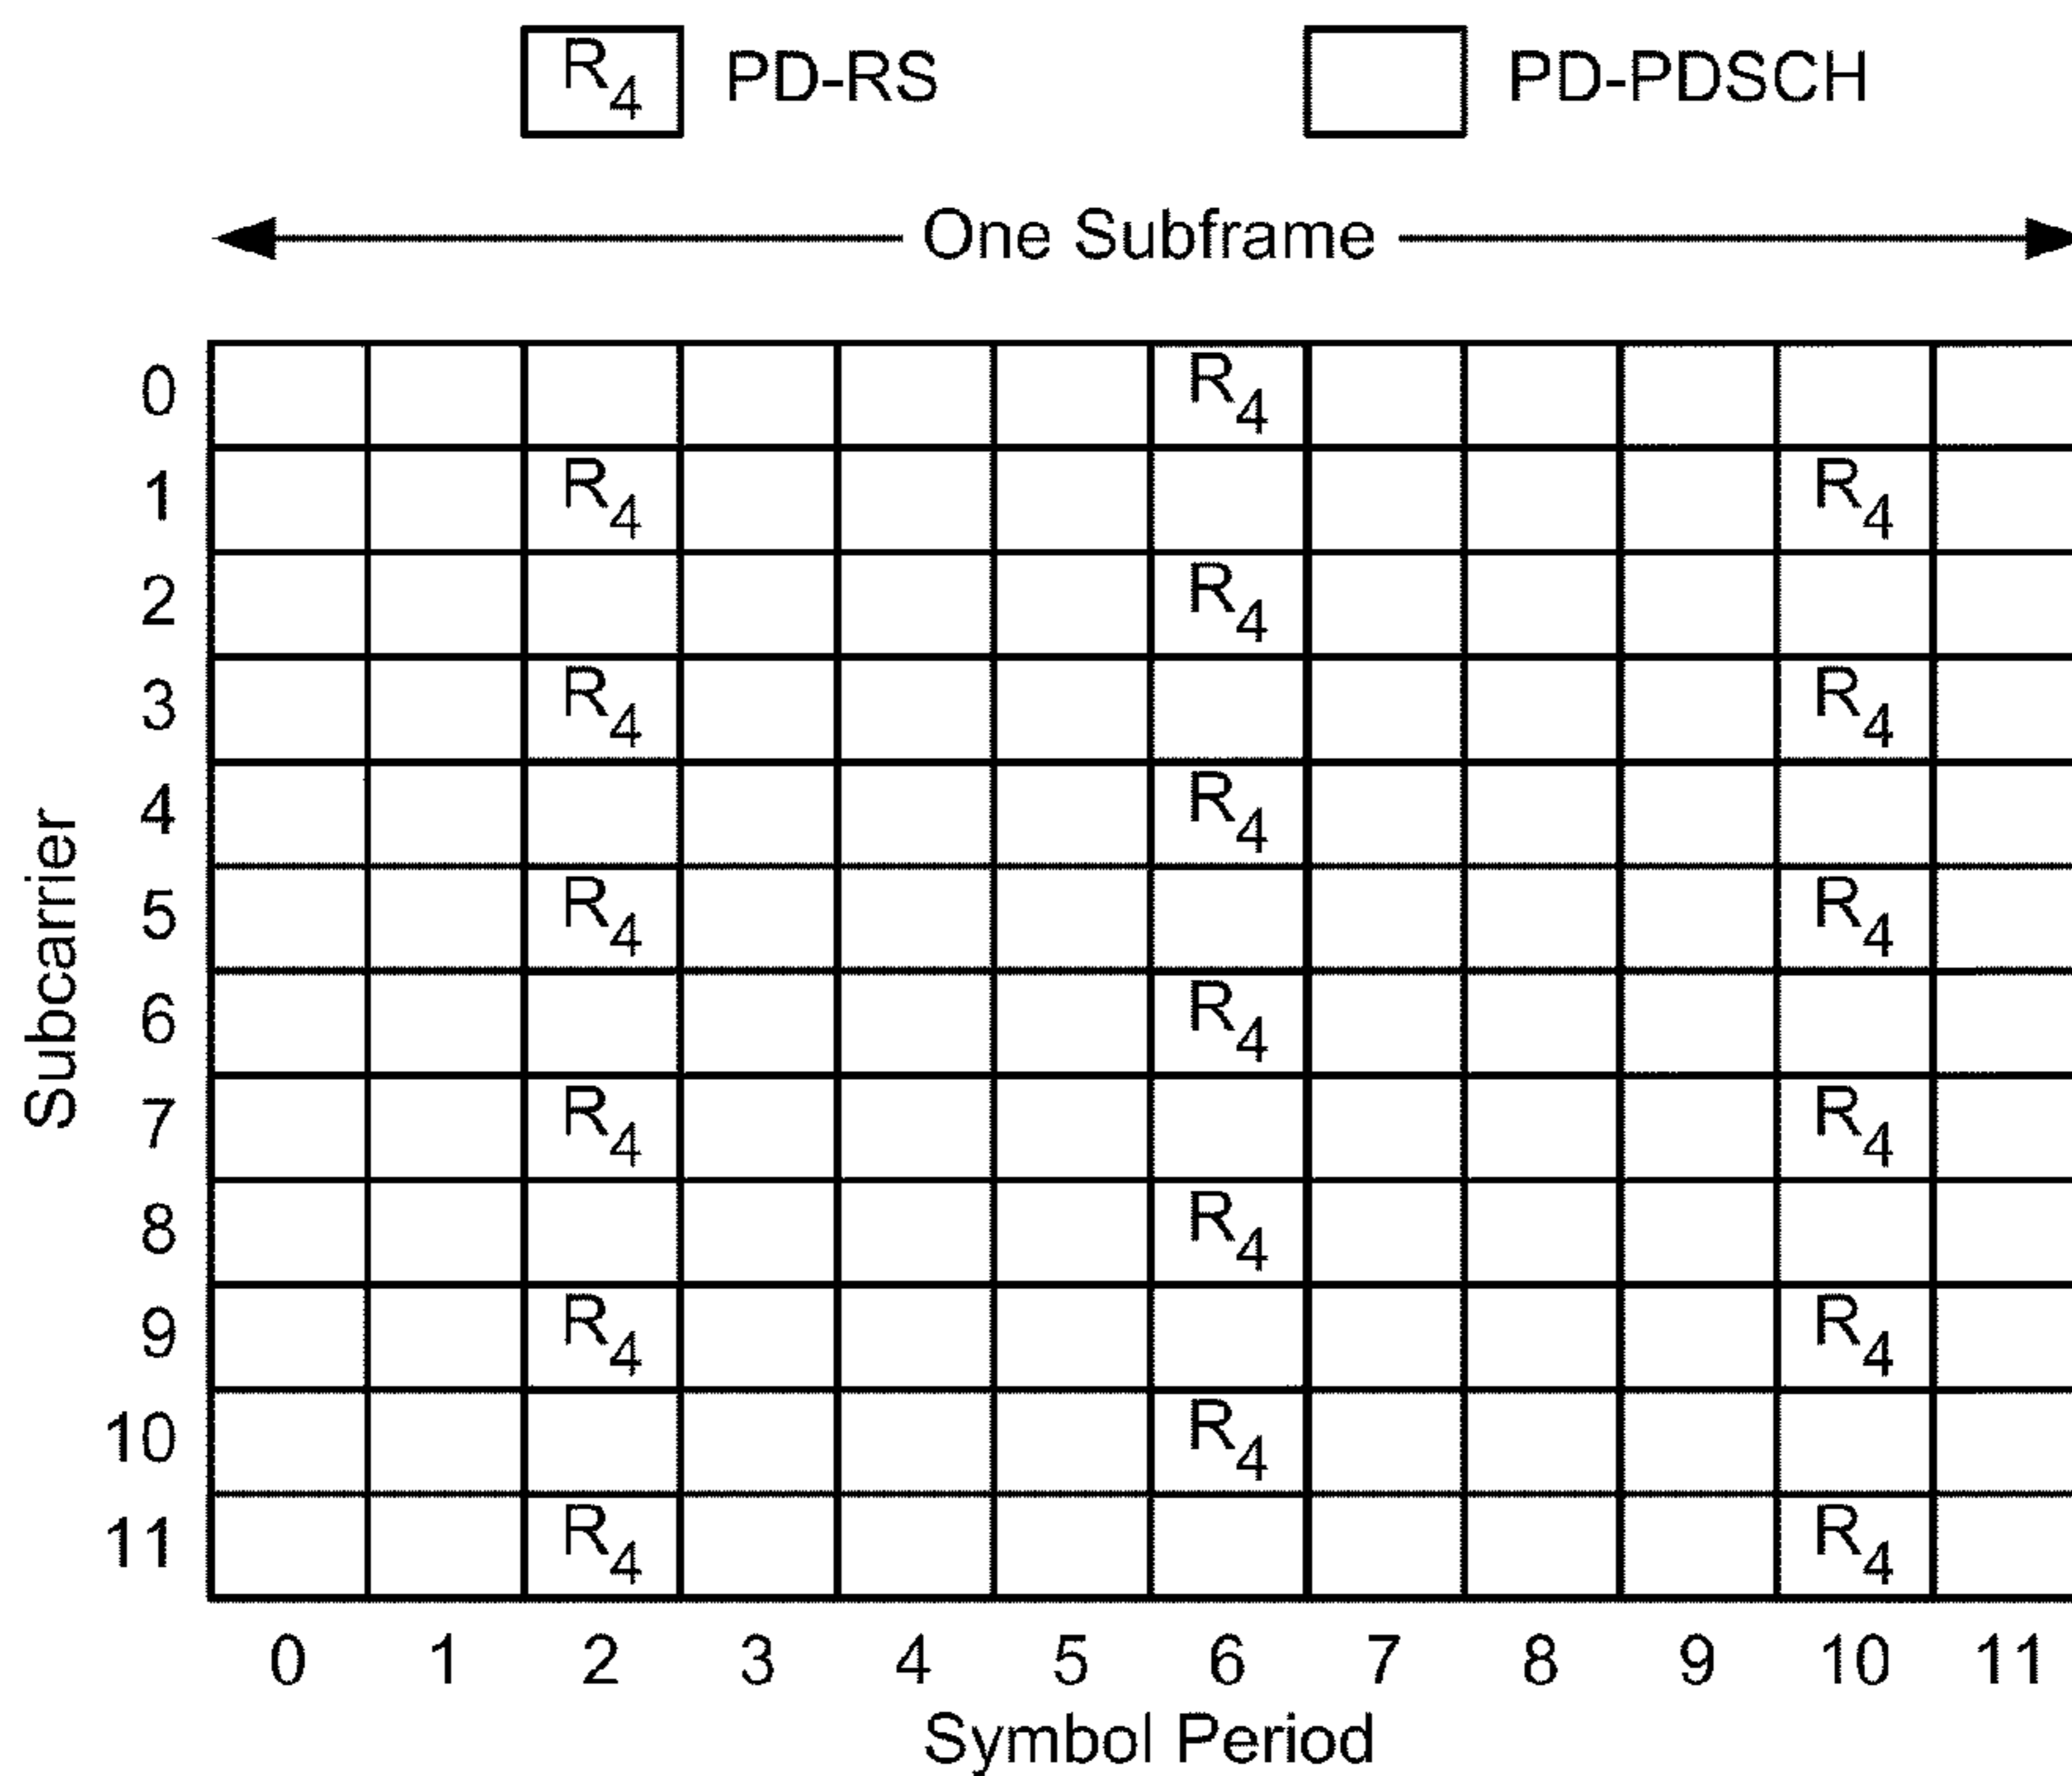 R4 PD-RS PD-PDSCH
One Subframe
0 R4
1 R4 R4
2 R4
3 R4 R4
4 R4
5 R4 R4
6 R4
7 R4 R4
8 R4
9 R4 R4
10 R4
11 R4 R4
Subcarrier
0 1 2 3 4 5 6 7 8 9 10 11
Symbol Period